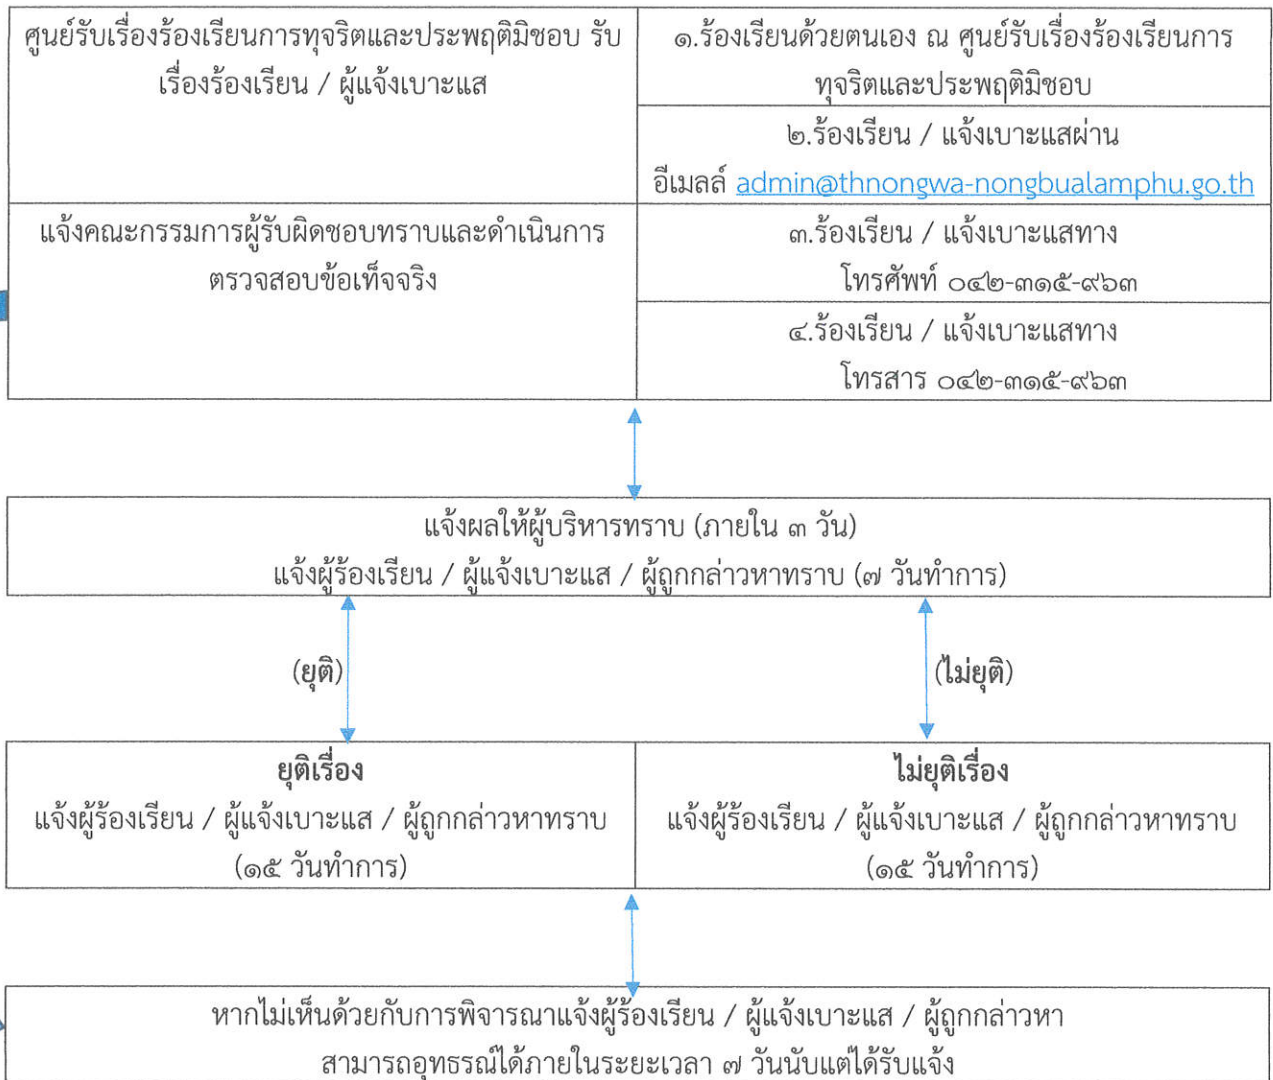 ศูนย์รับเรื่องร้องเรียนการทุจริตและประพฤติมิชอบ รับ
เรื่องร้องเรียน / ผู้แจ้งเบาะแส
๑.ร้องเรียนด้วยตนเอง ณ ศูนย์รับเรื่องร้องเรียนการ
ทุจริตและประพฤติมิชอบ
๒.ร้องเรียน / แจ้งเบาะแสผ่าน
อีเมลล์ admin@thnongwa-nongbualamphu.go.th
แจ้งคณะกรรมการผู้รับผิดชอบทราบและดำเนินการ
ตรวจสอบข้อเท็จจริง
๓.ร้องเรียน / แจ้งเบาะแสทาง
โทรศัพท์ ๐๔๒-๓๑๕-๙๖๓
๔.ร้องเรียน / แจ้งเบาะแสทาง
โทรสาร ๐๔๒-๓๑๕-๙๖๓
แจ้งผลให้ผู้บริหารทราบ (ภายใน ๓ วัน)
แจ้งผู้ร้องเรียน / ผู้แจ้งเบาะแส / ผู้ถูกกล่าวหาทราบ (๗ วันทำการ)
(ยุติ)
(ไม่ยุติ)
ยุติเรื่อง
แจ้งผู้ร้องเรียน / ผู้แจ้งเบาะแส / ผู้ถูกกล่าวหาทราบ
(๑๕ วันทำการ)
ไม่ยุติเรื่อง
แจ้งผู้ร้องเรียน / ผู้แจ้งเบาะแส / ผู้ถูกกล่าวหาทราบ
(๑๕ วันทำการ)
หากไม่เห็นด้วยกับการพิจารณาแจ้งผู้ร้องเรียน / ผู้แจ้งเบาะแส / ผู้ถูกกล่าวหา
สามารถอุทธรณ์ได้ภายในระยะเวลา ๗ วันนับแต่ได้รับแจ้ง